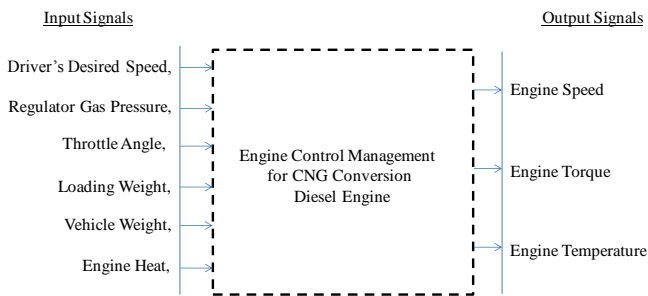 Input Signals
Output Signals
Driver's Desired Speed,
Regulator Gas Pressure,
Throttle Angle,
Loading Weight,
Vehicle Weight,
Engine Heat,
Engine Control Management
for CNG Conversion
Diesel Engine
Engine Speed
Engine Torque
Engine Temperature